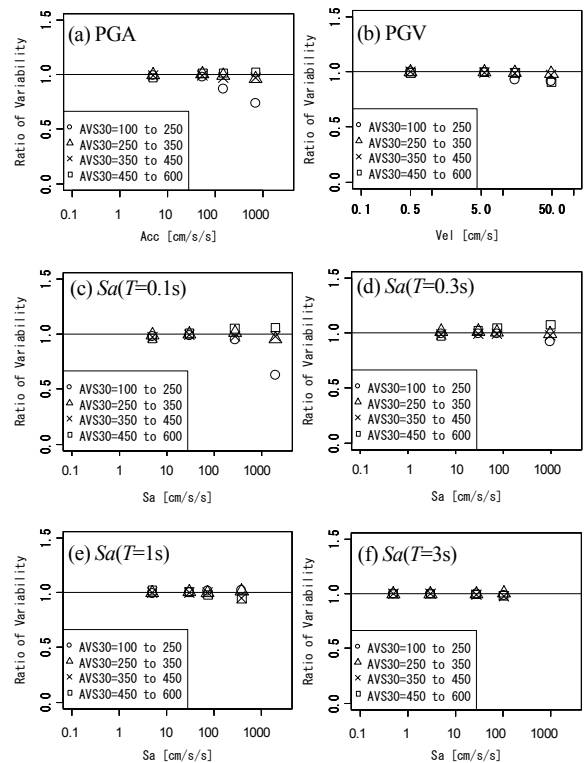 (a) PGA
Ratio of Variability
1.5
1.0
0.5
0.0
AVS30=100 to 250
AVS30=250 to 350
AVS30=350 to 450
AVS30=450 to 600
0.1 1 10 100 1000
Acc [cm/s/s]
(b) PGV
Ratio of Variability
1.5
1.0
0.5
0.0
AVS30=100 to 250
AVS30=250 to 350
AVS30=350 to 450
AVS30=450 to 600
0.1 0.5 5.0 50.0
Vel [cm/s]
(c) Sa(T=0.1s)
Ratio of Variability
1.5
1.0
0.5
0.0
AVS30=100 to 250
AVS30=250 to 350
AVS30=350 to 450
AVS30=450 to 600
0.1 1 10 100 1000
Sa [cm/s/s]
(d) Sa(T=0.3s)
Ratio of Variability
1.5
1.0
0.5
0.0
AVS30=100 to 250
AVS30=250 to 350
AVS30=350 to 450
AVS30=450 to 600
0.1 1 10 100 1000
Sa [cm/s/s]
(e) Sa(T=1s)
Ratio of Variability
1.5
1.0
0.5
0.0
AVS30=100 to 250
AVS30=250 to 350
AVS30=350 to 450
AVS30=450 to 600
0.1 1 10 100 1000
Sa [cm/s/s]
(f) Sa(T=3s)
Ratio of Variability
1.5
1.0
0.5
0.0
AVS30=100 to 250
AVS30=250 to 350
AVS30=350 to 450
AVS30=450 to 600
0.1 1 10 100 1000
Sa [cm/s/s]